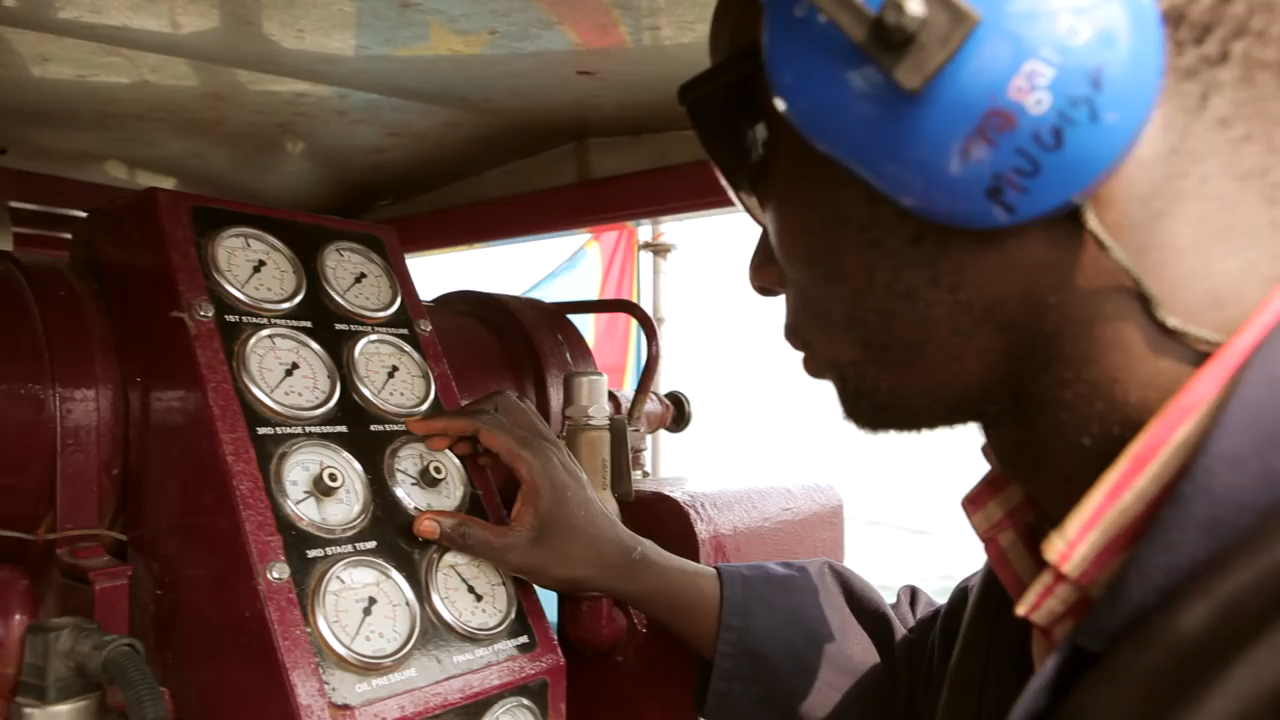 1ST STAGE PRESSURE
2ND STAGE PRESSURE
3RD STAGE PRESSURE
4TH STAGE
3RD STAGE TEMP
OIL PRESSURE
FINAL DELY PRESSURE